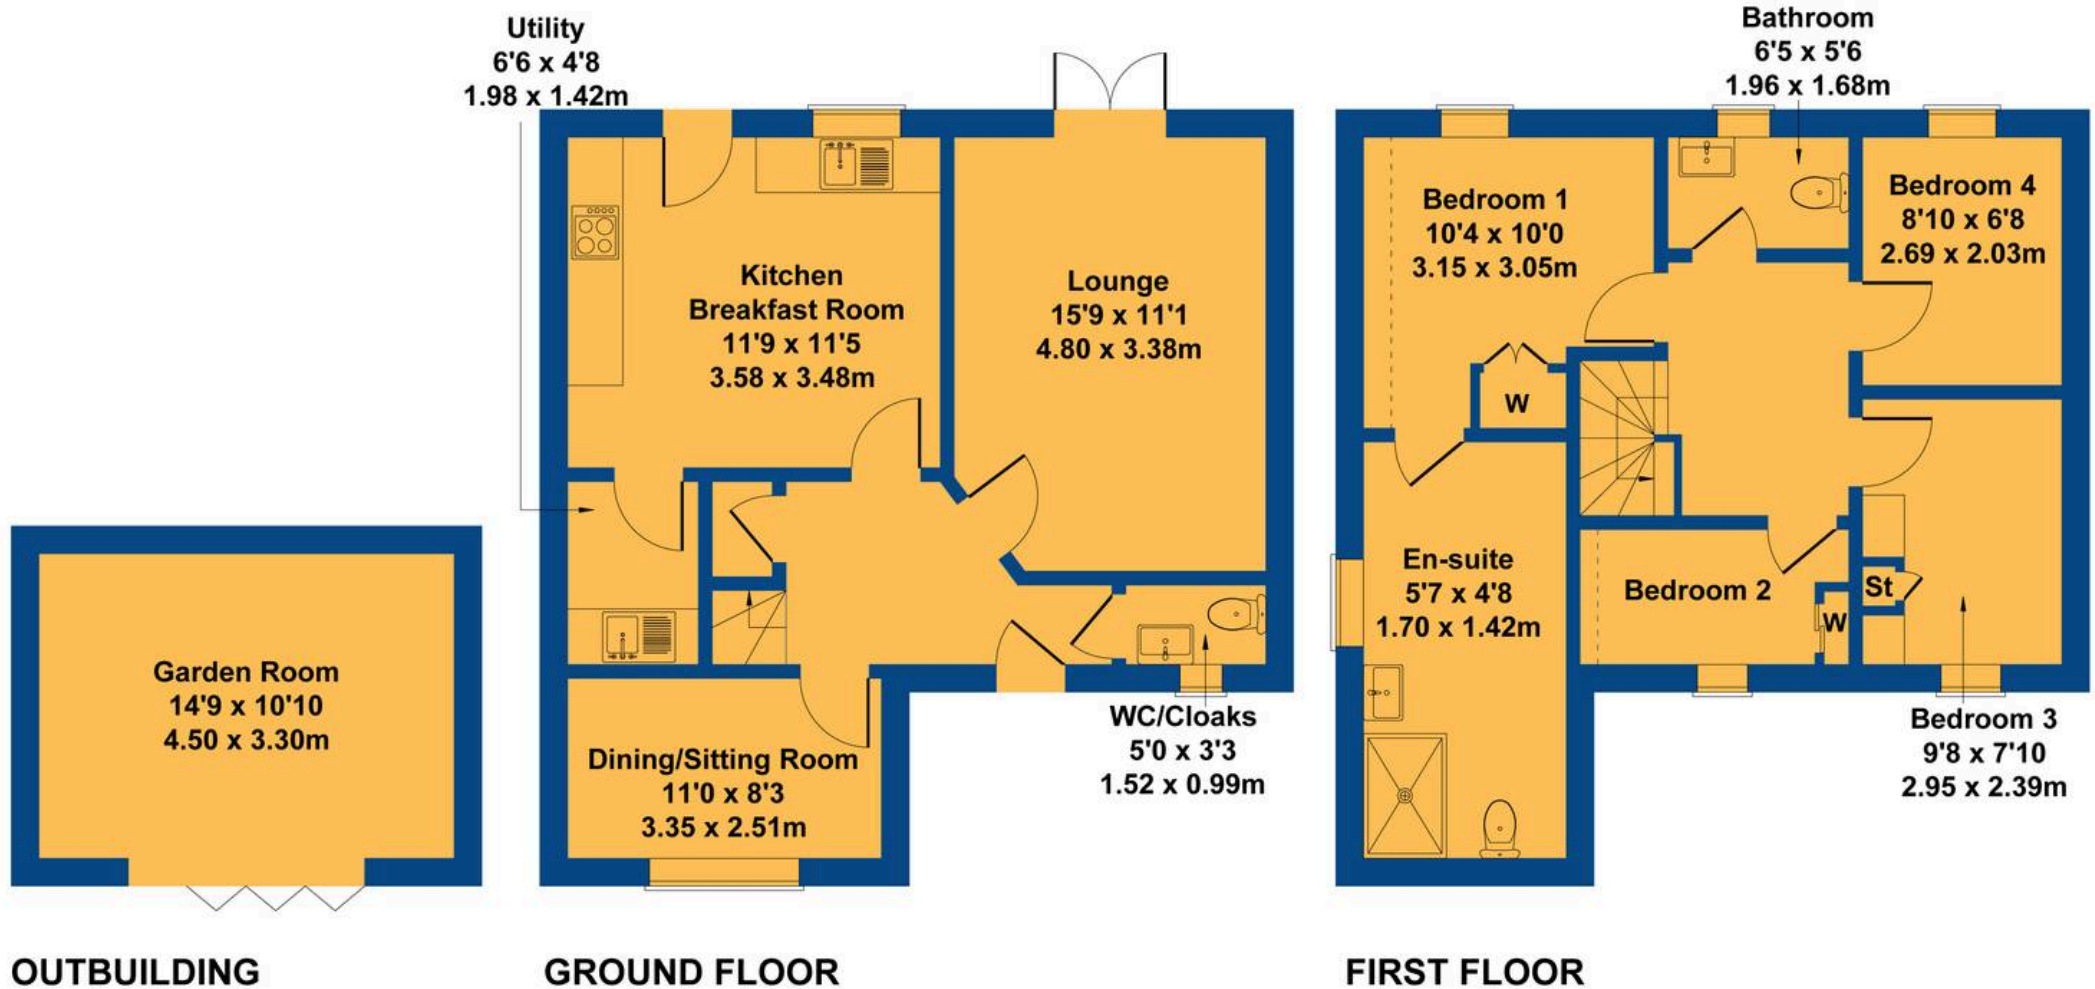 Utility
6'6 x 4'8
1.98 x 1.42m
Kitchen
Breakfast Room
11'9 x 11'5
3.58 x 3.48m
Lounge
15'9 x 11'1
4.80 x 3.38m
Garden Room
14'9 x 10'10
4.50 x 3.30m
Dining/Sitting Room
11'0 x 8'3
3.35 x 2.51m
WC/Cloaks
5'0 x 3'3
1.52 x 0.99m
Bathroom
6'5 x 5'6
1.96 x 1.68m
Bedroom 1
10'4 x 10'0
3.15 x 3.05m
Bedroom 4
8'10 x 6'8
2.69 x 2.03m
W
En-suite
5'7 x 4'8
1.70 x 1.42m
Bedroom 2
W
St
Bedroom 3
9'8 x 7'10
2.95 x 2.39m
OUTBUILDING
GROUND FLOOR
FIRST FLOOR